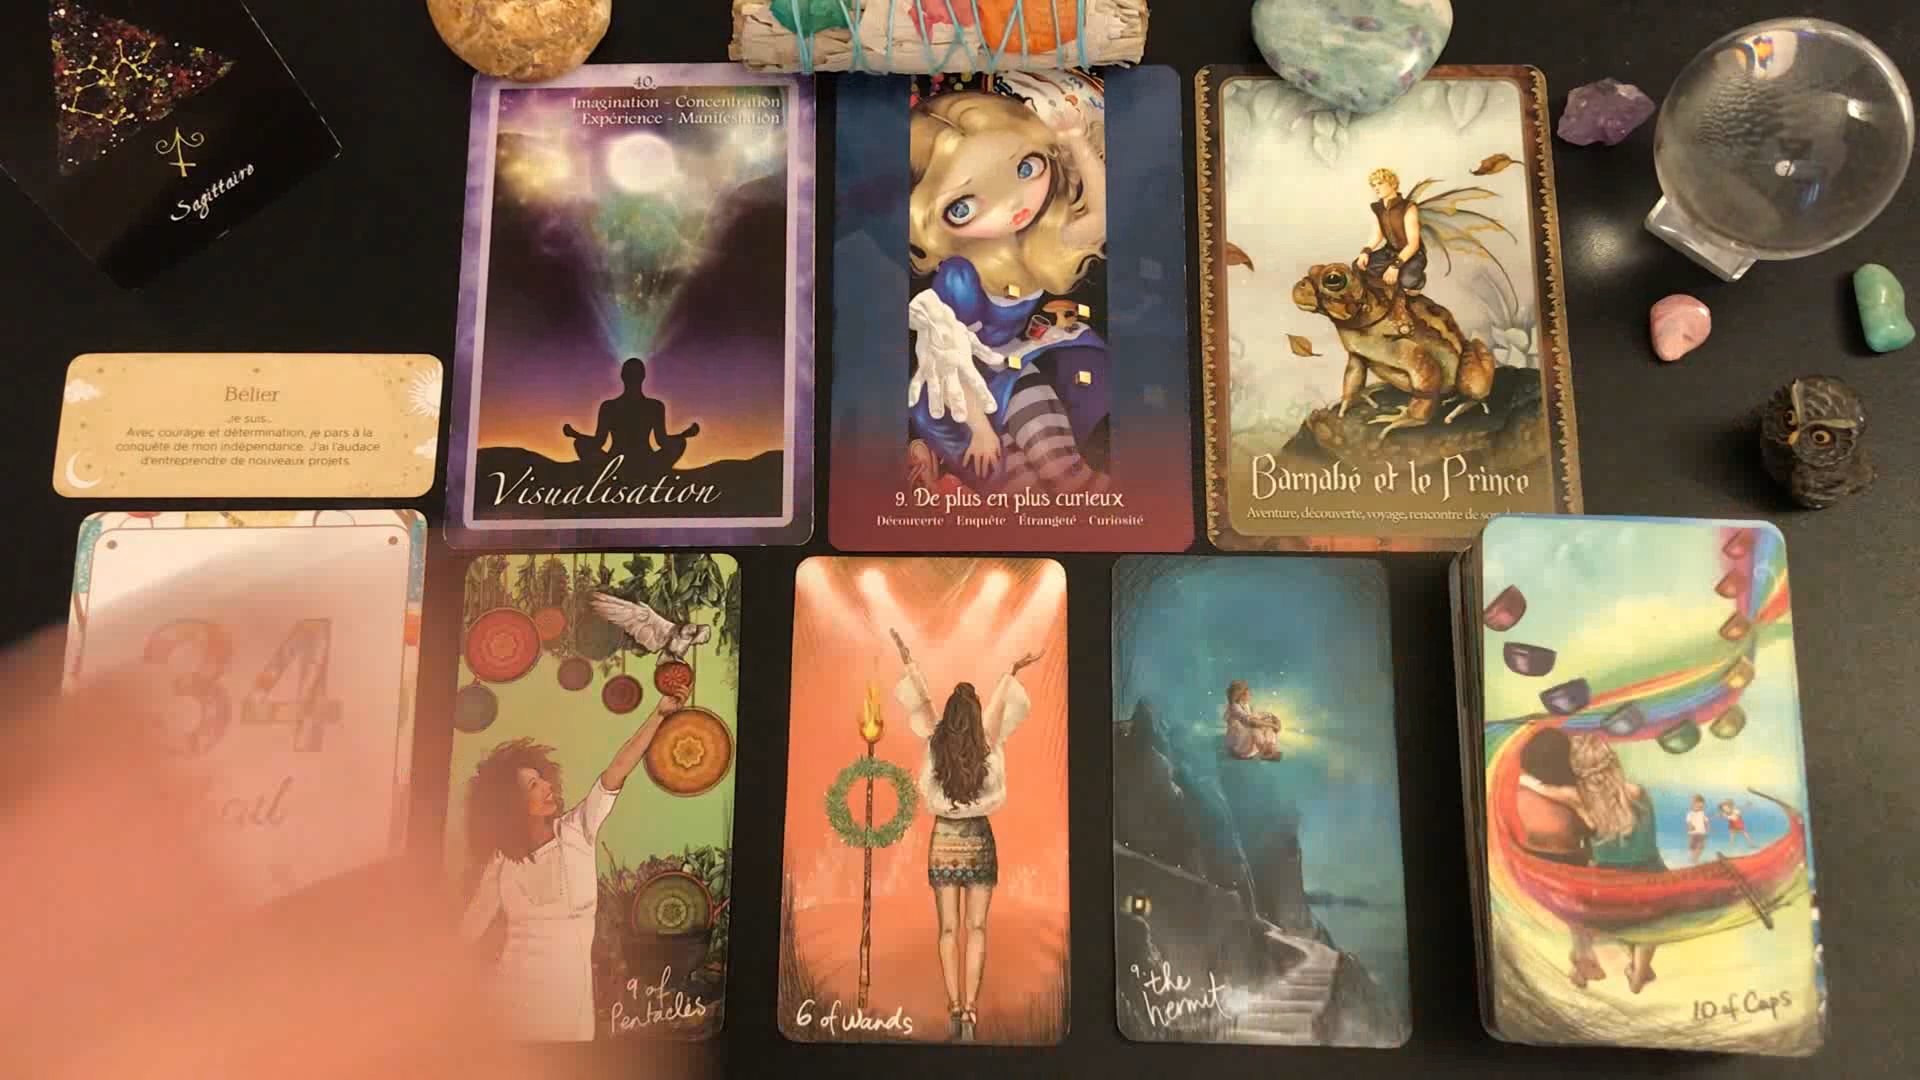 Sagittaire
40.
Imagination - Concentration
Expérience - Manifestation
Visualisation
9. De plus en plus curieux
Découverte Enquête Étrangeté - Curiosité
Barnabé et le Prince
Aventure, découverte, voyage, rencontre de son
Bélier
Je suis...
Avec courage et détermination, je pars à la
conquête de mon indépendance. J'ai l'audace
d'entreprendre de nouveaux projets.
34
9 of
Pentacles
6 of Wands
9. the
hermit
10 of Cups